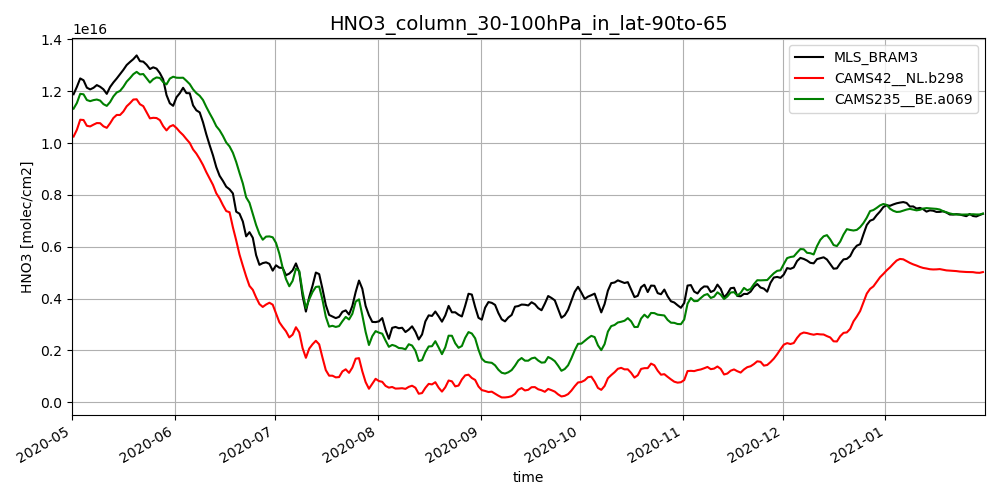 HNO3_column_30-100hPa_in_lat-90to-65
1e16
1.4
1.2
1.0
0.8
0.6
0.4
0.2
0.0
HNO3 [molec/cm2]
MLS_BRAM3
CAMS42__NL.b298
CAMS235__BE.a069
2020-05
2020-06
2020-07
2020-08
2020-09
2020-10
2020-11
2020-12
2021-01
time